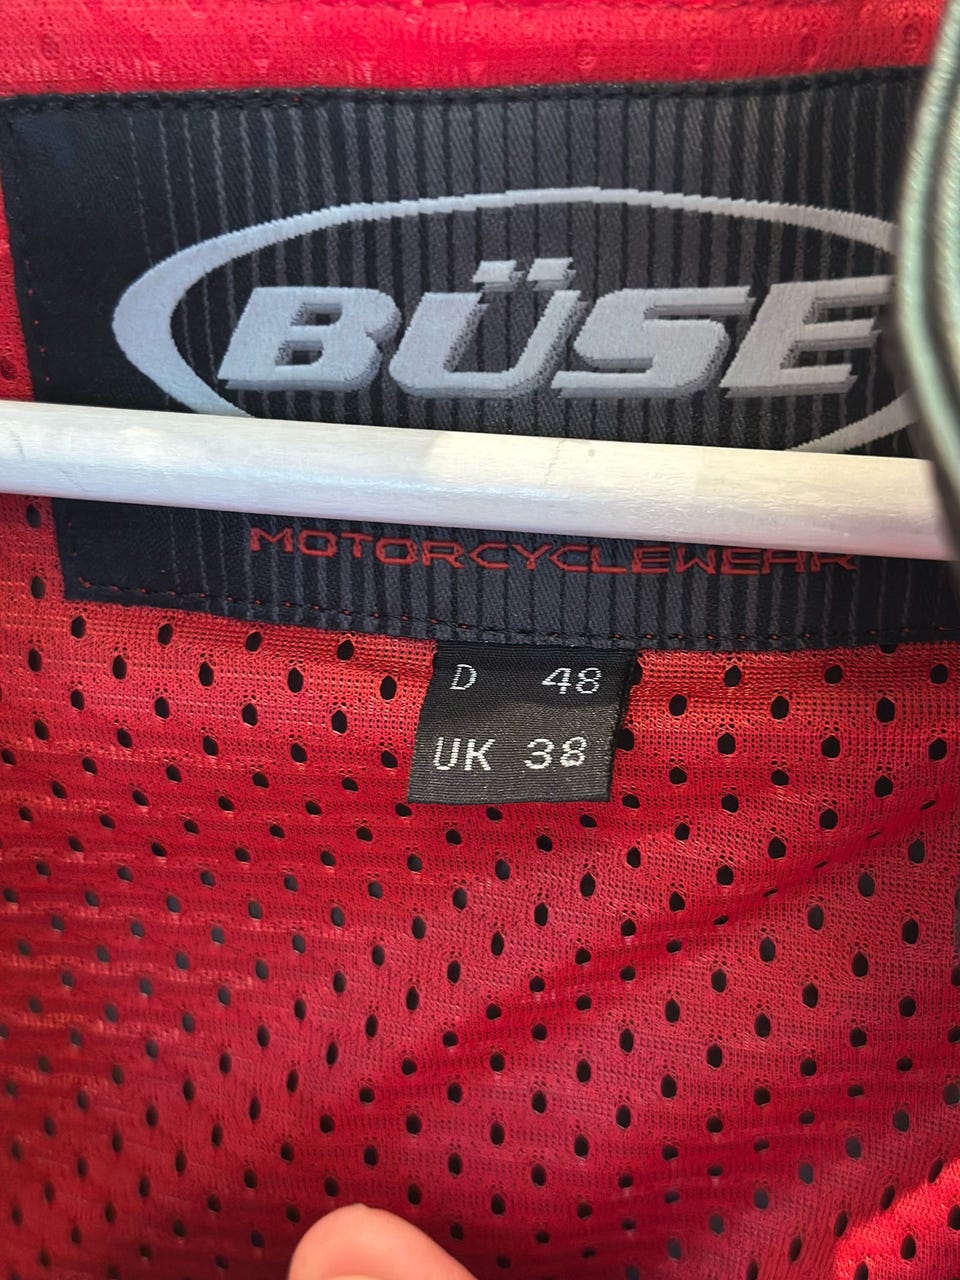 BÜSE
MOTORCYCLEWEAR
D 48
UK 38